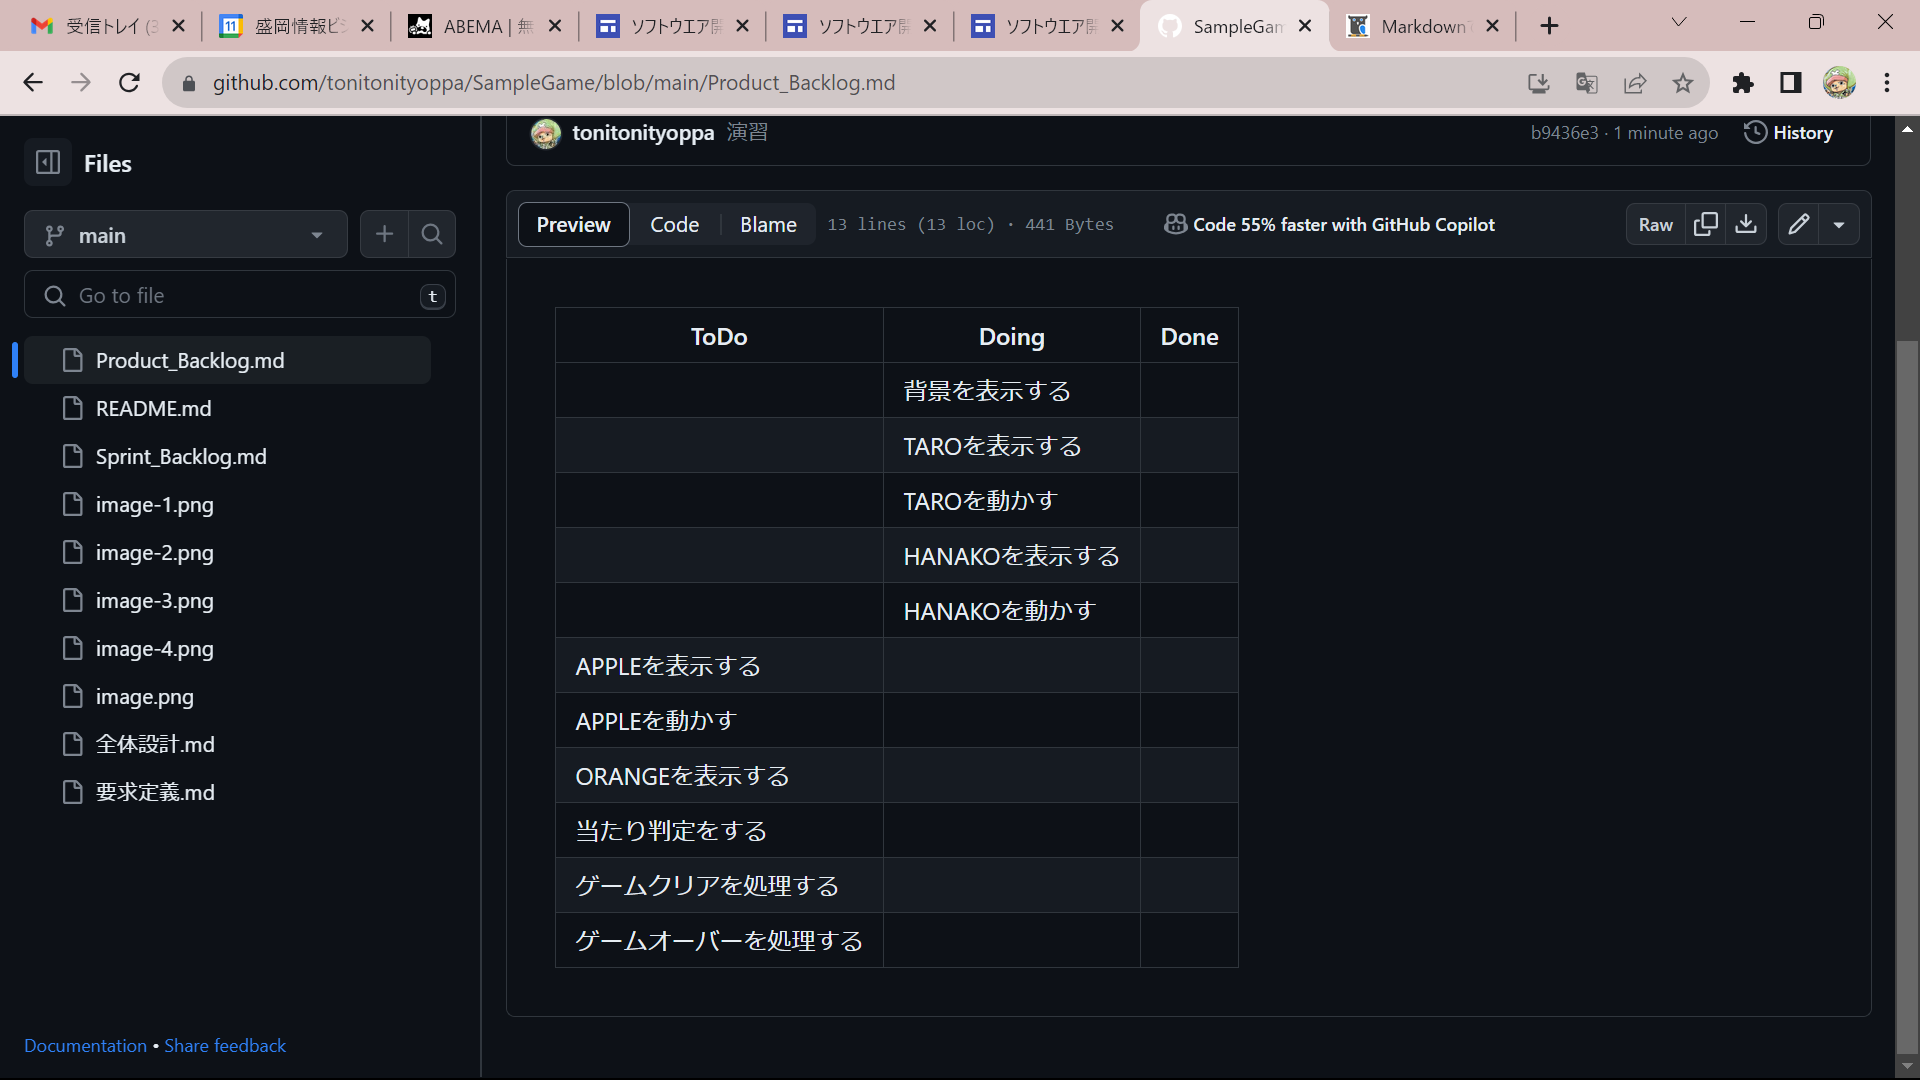 受信トレイ (3
盛岡情報ビジ
ABEMA | 無
ソフトウエア開
ソフトウエア開
ソフトウエア開
SampleGam
Markdownで
github.com/tonitonityoppa/SampleGame/blob/main/Product_Backlog.md
Files
main
Go to file
t
Product_Backlog.md
README.md
Sprint_Backlog.md
image-1.png
image-2.png
image-3.png
image-4.png
image.png
全体設計.md
要求定義.md
Documentation • Share feedback
tonitonityoppa 演習
b9436e3 · 1 minute ago
History
Preview
Code
Blame
13 lines (13 loc) · 441 Bytes
Code 55% faster with GitHub Copilot
Raw
ToDo Doing Done
背景を表示する
TAROを表示する
TAROを動かす
HANAKOを表示する
HANAKOを動かす
APPLEを表示する
APPLEを動かす
ORANGEを表示する
当たり判定をする
ゲームクリアを処理する
ゲームオーバーを処理する